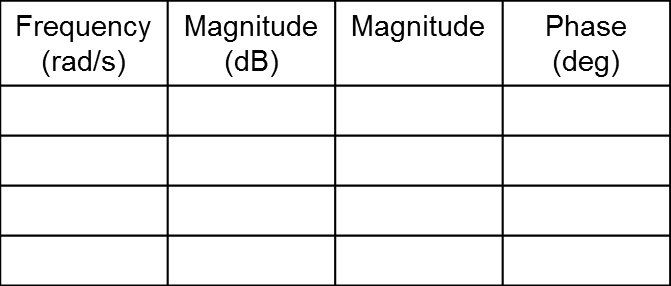 Frequency (rad/s)
Magnitude (dB)
Magnitude
Phase (deg)